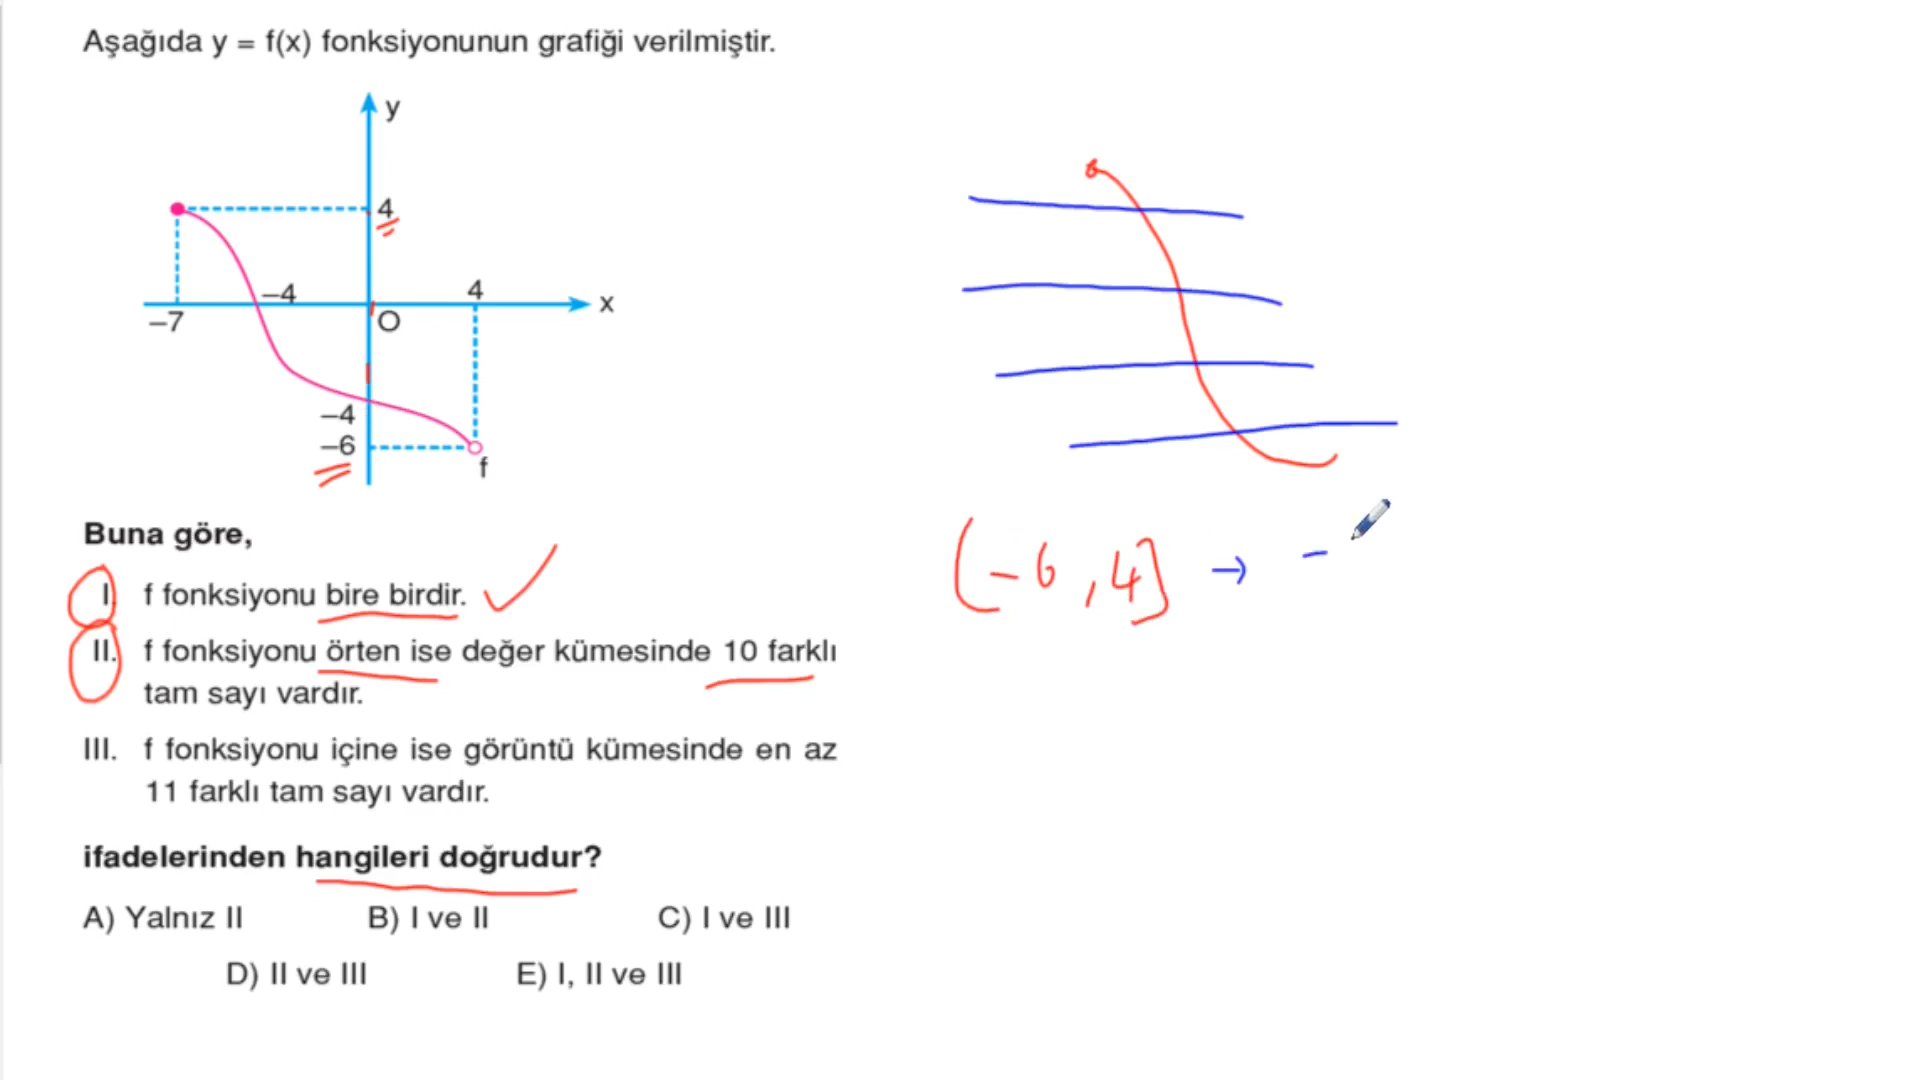 Aşağıda y = f(x) fonksiyonunun grafiği verilmiştir.
y
4
-4
4
x
-7
O
-4
-6
f
(-6, 4] → -
Buna göre,
I. f fonksiyonu bire birdir.
II. f fonksiyonu örten ise değer kümesinde 10 farklı
tam sayı vardır.
III. f fonksiyonu içine ise görüntü kümesinde en az
11 farklı tam sayı vardır.
ifadelerinden hangileri doğrudur?
A) Yalnız II B) I ve II C) I ve III
D) II ve III E) I, II ve III